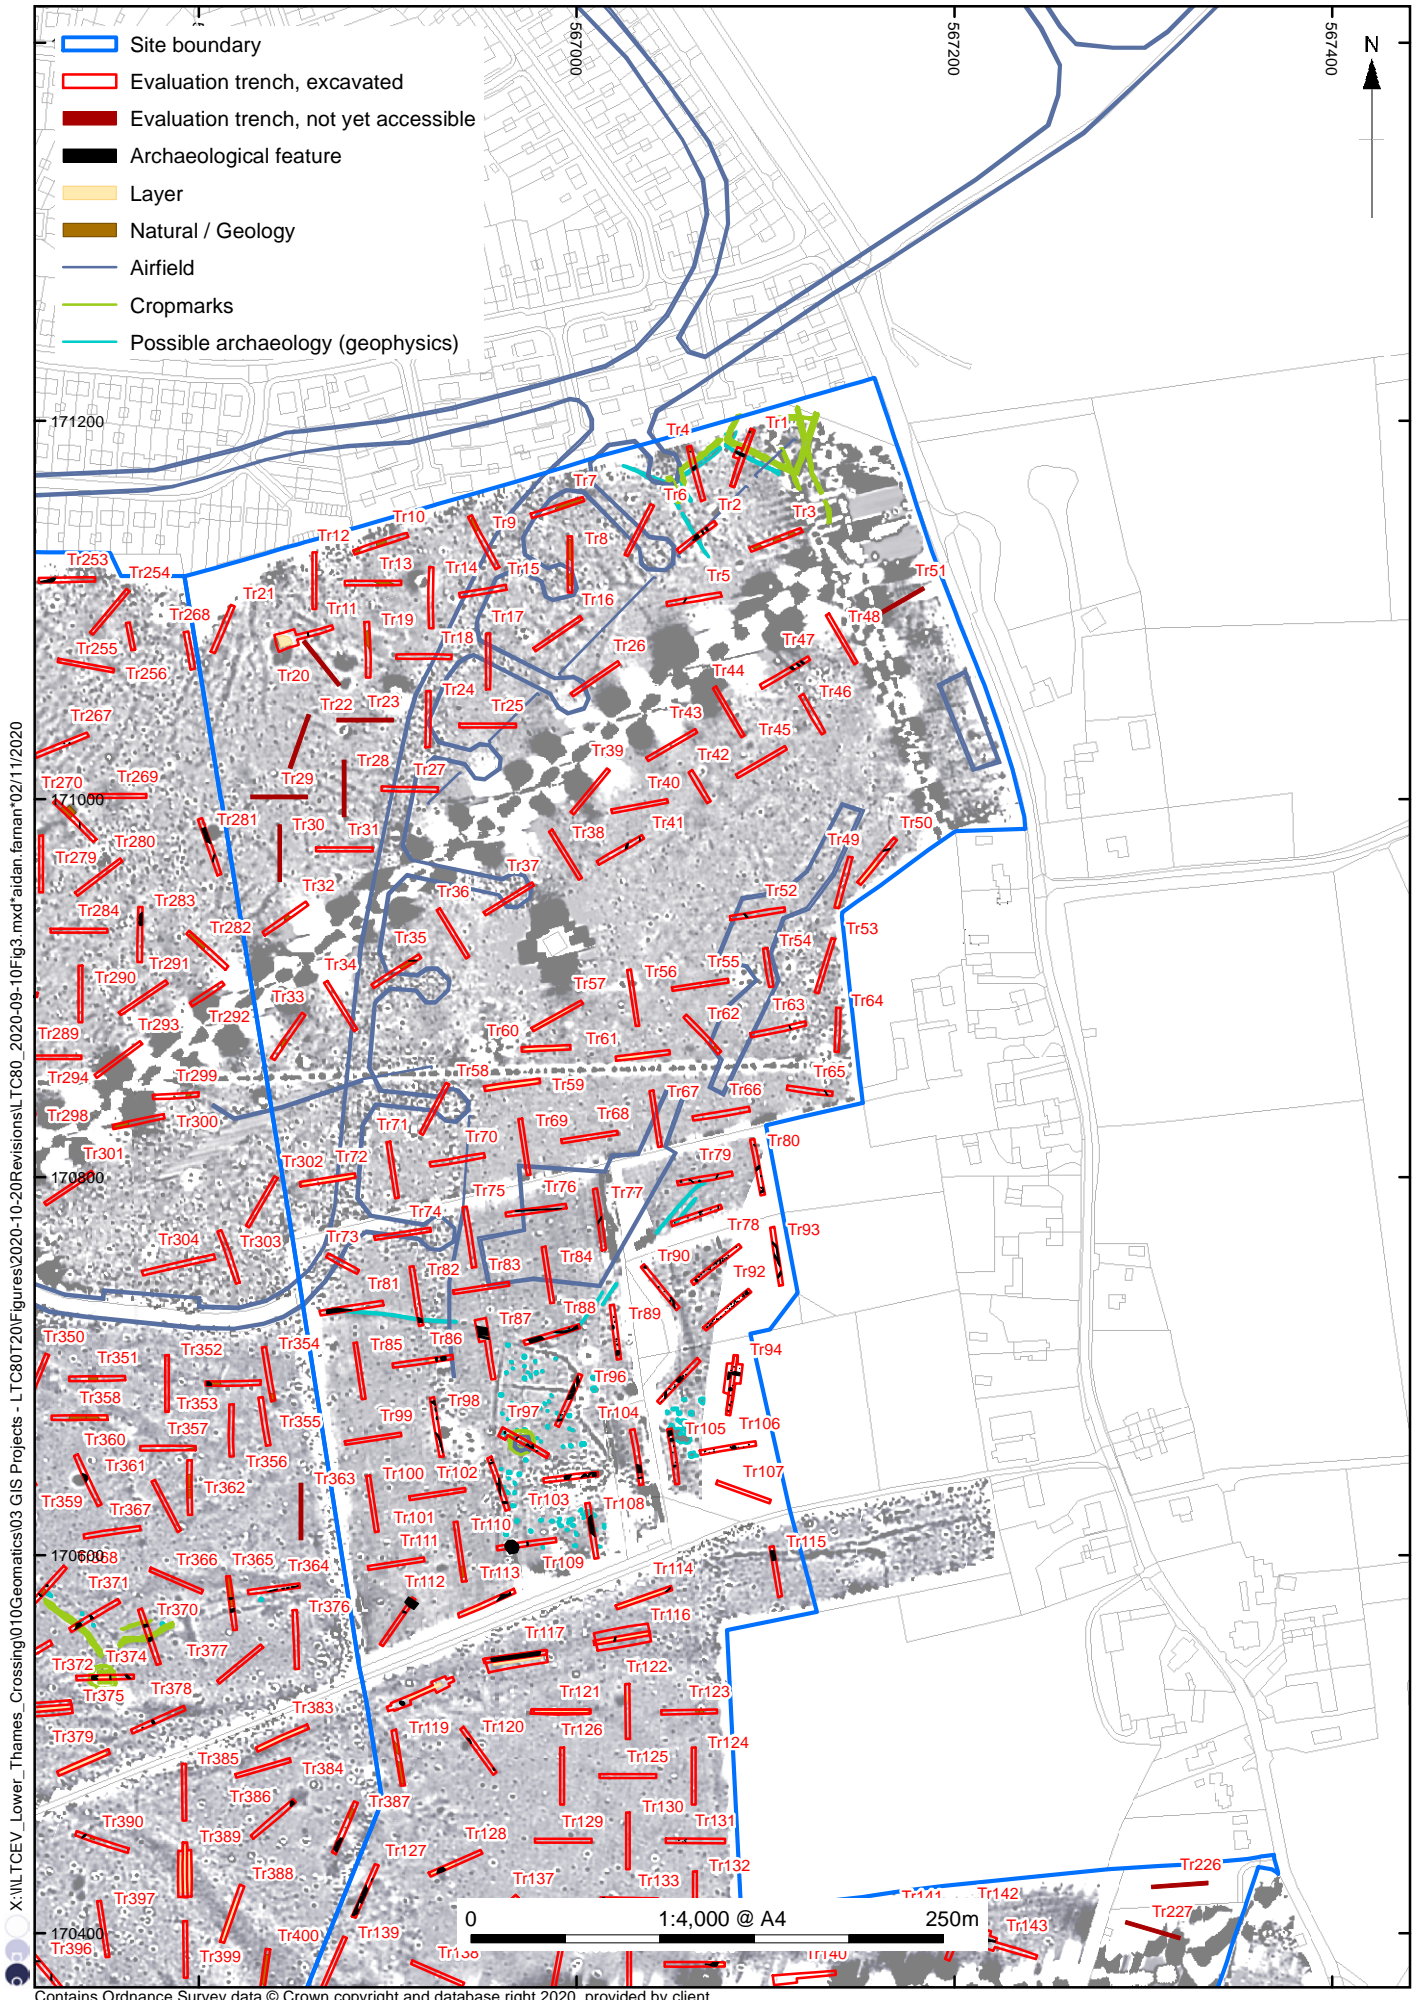 Site boundary
Evaluation trench, excavated
Evaluation trench, not yet accessible
Archaeological feature
Layer
Natural / Geology
Airfield
Cropmarks
Possible archaeology (geophysics)
567000
567200
567400
N
171200
171000
170800
170600
170400
Tr4
Tr1
Tr7
Tr6
Tr2
Tr3
Tr12
Tr10
Tr9
Tr8
Tr253
Tr254
Tr13
Tr14
Tr15
Tr5
Tr51
Tr268
Tr21
Tr11
Tr19
Tr17
Tr16
Tr48
Tr255
Tr256
Tr18
Tr26
Tr47
Tr20
Tr44
Tr46
Tr267
Tr22
Tr23
Tr24
Tr25
Tr43
Tr45
Tr42
Tr39
Tr270
Tr269
Tr29
Tr28
Tr27
Tr40
Tr281
Tr30
Tr31
Tr38
Tr41
Tr50
Tr280
Tr279
Tr49
Tr284
Tr283
Tr32
Tr36
Tr37
Tr52
Tr282
Tr53
Tr291
Tr35
Tr54
Tr290
Tr34
Tr57
Tr56
Tr55
Tr292
Tr33
Tr63
Tr64
Tr289
Tr293
Tr60
Tr61
Tr62
Tr294
Tr299
Tr58
Tr59
Tr65
Tr298
Tr300
Tr71
Tr69
Tr68
Tr67
Tr66
Tr301
Tr302
Tr72
Tr70
Tr80
Tr79
Tr75
Tr76
Tr77
Tr74
Tr78
Tr93
Tr304
Tr303
Tr73
Tr81
Tr82
Tr83
Tr84
Tr90
Tr92
Tr350
Tr351
Tr352
Tr354
Tr85
Tr86
Tr87
Tr88
Tr89
Tr94
Tr358
Tr353
Tr355
Tr98
Tr96
Tr97
Tr99
Tr104
Tr105
Tr106
Tr360
Tr357
Tr356
Tr361
Tr362
Tr363
Tr100
Tr102
Tr103
Tr108
Tr107
Tr359
Tr367
Tr101
Tr110
Tr111
Tr109
Tr115
Tr368
Tr366
Tr365
Tr364
Tr113
Tr112
Tr114
Tr371
Tr370
Tr376
Tr116
Tr117
Tr377
Tr374
Tr372
Tr122
Tr375
Tr378
Tr121
Tr123
Tr383
Tr119
Tr120
Tr126
Tr124
Tr379
Tr385
Tr384
Tr125
Tr386
Tr387
Tr130
Tr131
Tr390
Tr389
Tr127
Tr128
Tr129
Tr132
Tr388
Tr137
Tr133
Tr226
Tr397
Tr142
Tr227
Tr143
Tr396
Tr399
Tr400
Tr139
0
1:4,000 @ A4
250m
X:\\LTCEV_Lower_Thames_Crossing\010Geomatics\03 GIS Projects - LTC80T20\Figures\2020-10-20Revisions\LTC80_2020-09-10Fig3.mxd*aidan.farnan*02/11/2020
Contains Ordnance Survey data © Crown copyright and database right 2020, provided by client